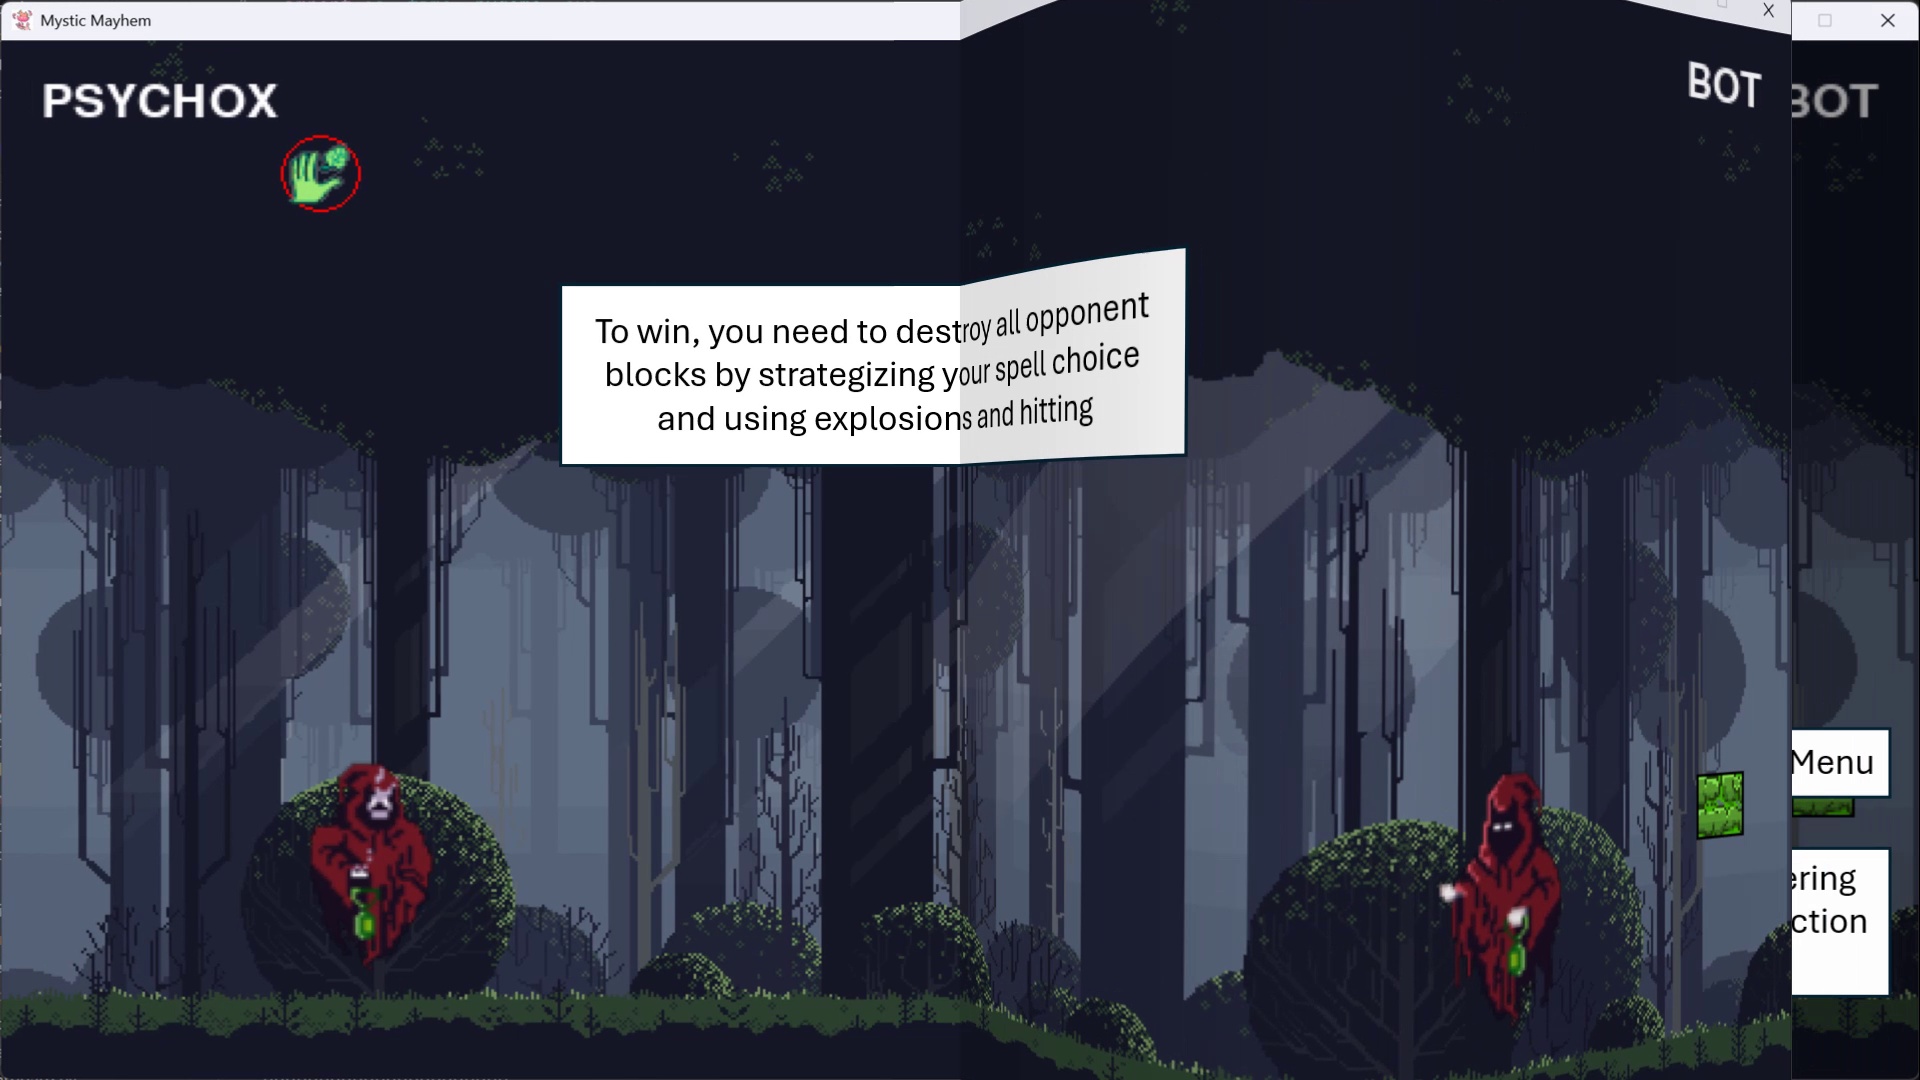 Mystic Mayhem
PSYCHOX
BOT
BOT
To win, you need to destroy all opponent
blocks by strategizing your spell choice
and using explosions and hitting
Menu
ering
ction